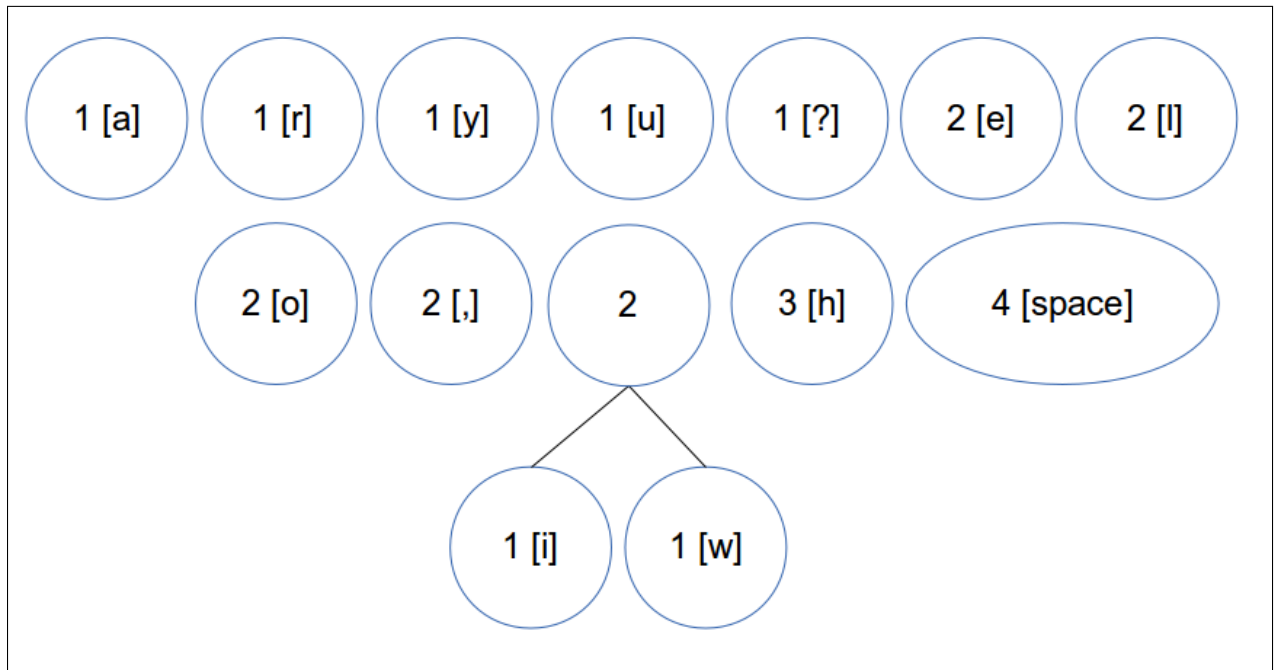 1 [a] 1 [r] 1 [y] 1 [u] 1 [?] 2 [e] 2 [l]
2 [o] 2 [,] 2 3 [h] 4 [space]
1 [i] 1 [w]